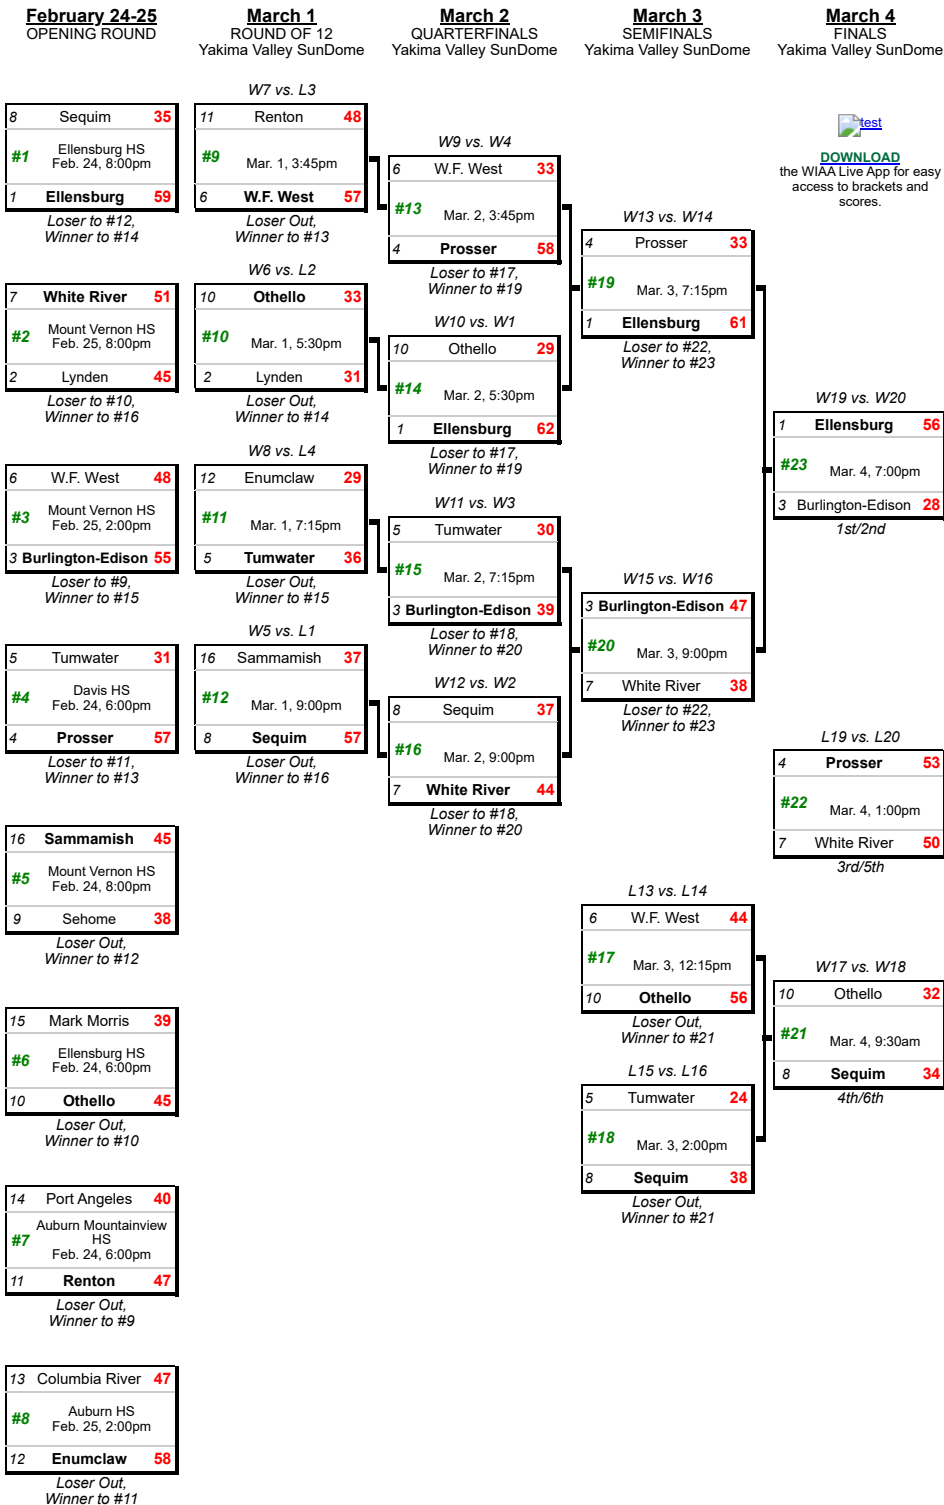 February 24-25
OPENING ROUND
March 1
ROUND OF 12
Yakima Valley SunDome
March 2
QUARTERFINALS
Yakima Valley SunDome
March 3
SEMIFINALS
Yakima Valley SunDome
March 4
FINALS
Yakima Valley SunDome
8 Sequim 35
#1 Ellensburg HS
Feb. 24, 8:00pm
1 Ellensburg 59
Loser to #12,
Winner to #14
7 White River 51
#2 Mount Vernon HS
Feb. 25, 8:00pm
2 Lynden 45
Loser to #10,
Winner to #16
6 W.F. West 48
#3 Mount Vernon HS
Feb. 25, 2:00pm
3 Burlington-Edison 55
Loser to #9,
Winner to #15
5 Tumwater 31
#4 Davis HS
Feb. 24, 6:00pm
4 Prosser 57
Loser to #11,
Winner to #13
16 Sammamish 45
#5 Mount Vernon HS
Feb. 24, 8:00pm
9 Sehome 38
Loser Out,
Winner to #12
15 Mark Morris 39
#6 Ellensburg HS
Feb. 24, 6:00pm
10 Othello 45
Loser Out,
Winner to #10
14 Port Angeles 40
Auburn Mountainview
#7 HS
Feb. 24, 6:00pm
11 Renton 47
Loser Out,
Winner to #9
13 Columbia River 47
#8 Auburn HS
Feb. 25, 2:00pm
12 Enumclaw 58
Loser Out,
Winner to #11
W7 vs. L3
11 Renton 48
#9 Mar. 1, 3:45pm
6 W.F. West 57
Loser Out,
Winner to #13
W6 vs. L2
10 Othello 33
#10 Mar. 1, 5:30pm
2 Lynden 31
Loser Out,
Winner to #14
W8 vs. L4
12 Enumclaw 29
#11 Mar. 1, 7:15pm
5 Tumwater 36
Loser Out,
Winner to #15
W5 vs. L1
16 Sammamish 37
#12 Mar. 1, 9:00pm
8 Sequim 57
Loser Out,
Winner to #16
W9 vs. W4
6 W.F. West 33
#13 Mar. 2, 3:45pm
4 Prosser 58
Loser to #17,
Winner to #19
W10 vs. W1
10 Othello 29
#14 Mar. 2, 5:30pm
1 Ellensburg 62
Loser to #17,
Winner to #19
W11 vs. W3
5 Tumwater 30
#15 Mar. 2, 7:15pm
3 Burlington-Edison 39
Loser to #18,
Winner to #20
W12 vs. W2
8 Sequim 37
#16 Mar. 2, 9:00pm
7 White River 44
Loser to #18,
Winner to #20
W13 vs. W14
4 Prosser 33
#19 Mar. 3, 7:15pm
1 Ellensburg 61
Loser to #22,
Winner to #23
W15 vs. W16
3 Burlington-Edison 47
#20 Mar. 3, 9:00pm
7 White River 38
Loser to #22,
Winner to #23
L13 vs. L14
6 W.F. West 44
#17 Mar. 3, 12:15pm
10 Othello 56
Loser Out,
Winner to #21
L15 vs. L16
5 Tumwater 24
#18 Mar. 3, 2:00pm
8 Sequim 38
Loser Out,
Winner to #21
test
DOWNLOAD
the WIAA Live App for easy
access to brackets and
scores.
W19 vs. W20
1 Ellensburg 56
#23 Mar. 4, 7:00pm
3 Burlington-Edison 28
1st/2nd
L19 vs. L20
4 Prosser 53
#22 Mar. 4, 1:00pm
7 White River 50
3rd/5th
W17 vs. W18
10 Othello 32
#21 Mar. 4, 9:30am
8 Sequim 34
4th/6th